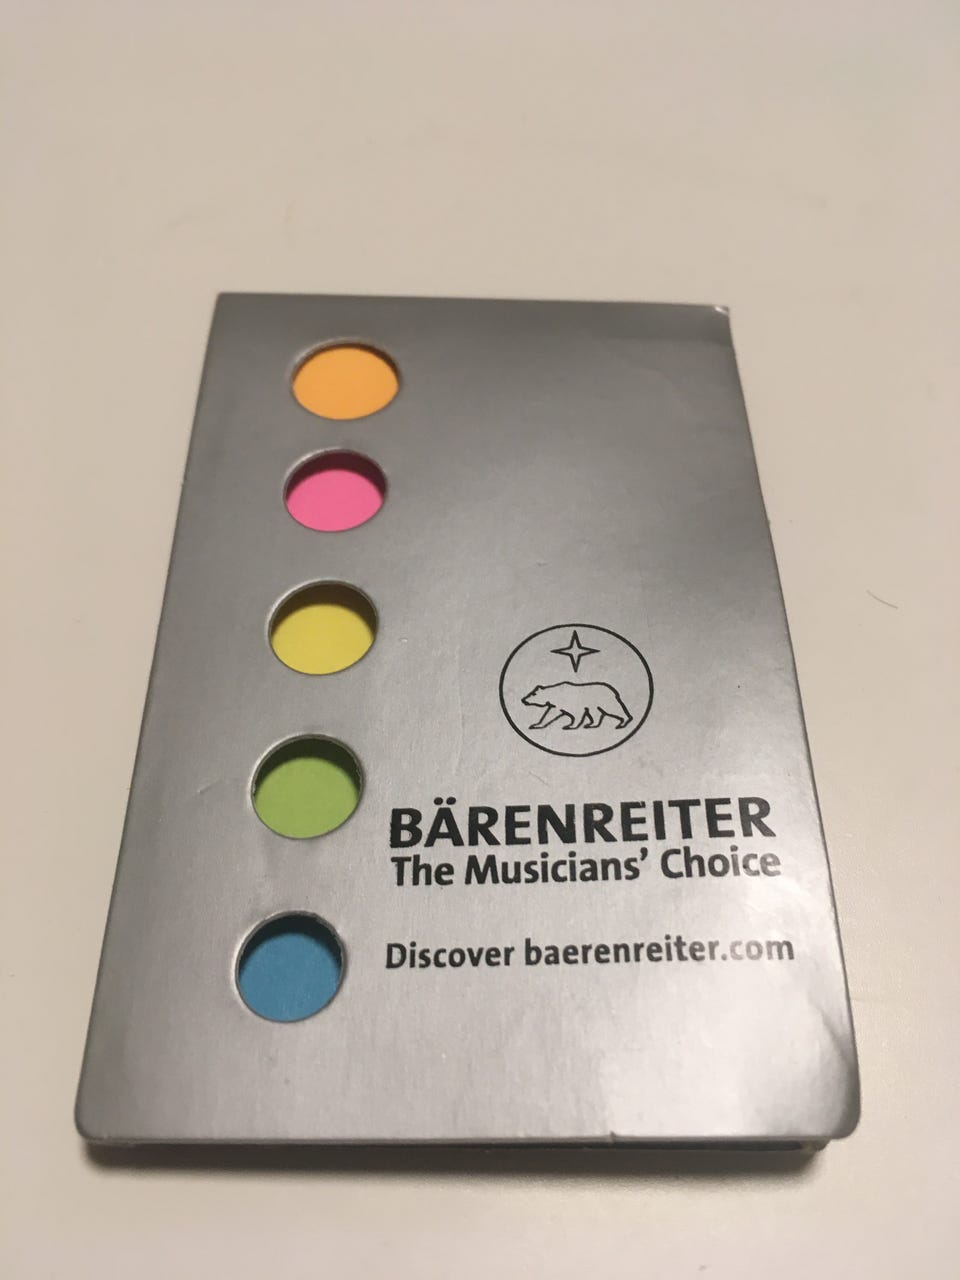 BÄRENREITER
The Musicians' Choice
Discover baerenreiter.com